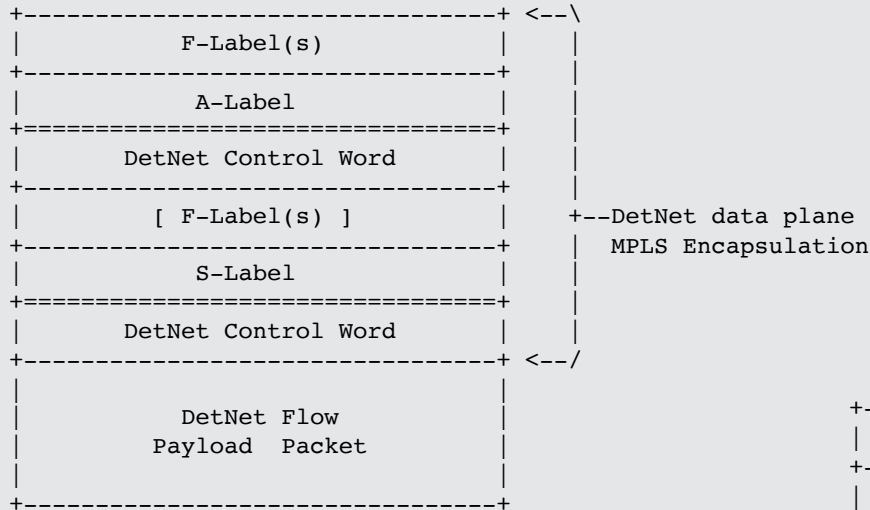 +---------------------------------+ <--\
|           F-Label(s)            |    |
+---------------------------------+    |
|            A-Label              |    |
+=================================+    |
|       DetNet Control Word       |    |
+---------------------------------+    |
|         [ F-Label(s) ]          |    +--DetNet data plane
+---------------------------------+    |  MPLS Encapsulation
|            S-Label              |    |
+=================================+    |
|       DetNet Control Word       |    |
+---------------------------------+ <--/
|                                 |
|           DetNet Flow           |                        +-
|         Payload  Packet         |                        |
|                                 |                        +-
+---------------------------------+                        |